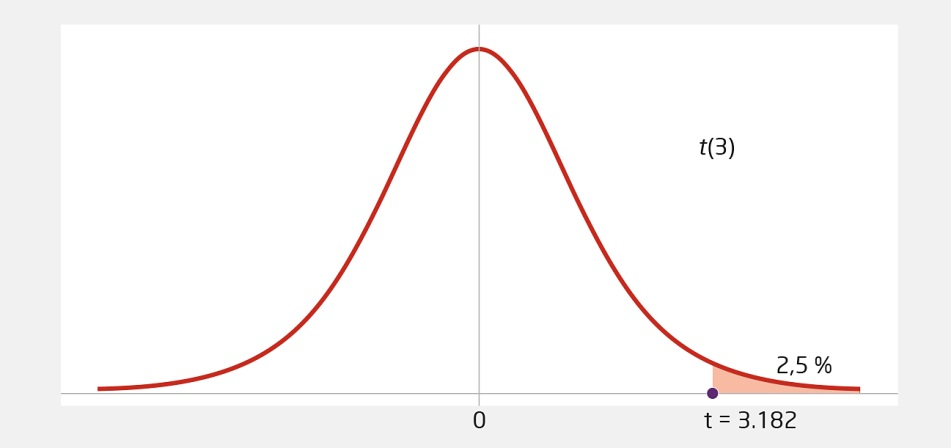 t(3)
2,5 %
0
t = 3.182